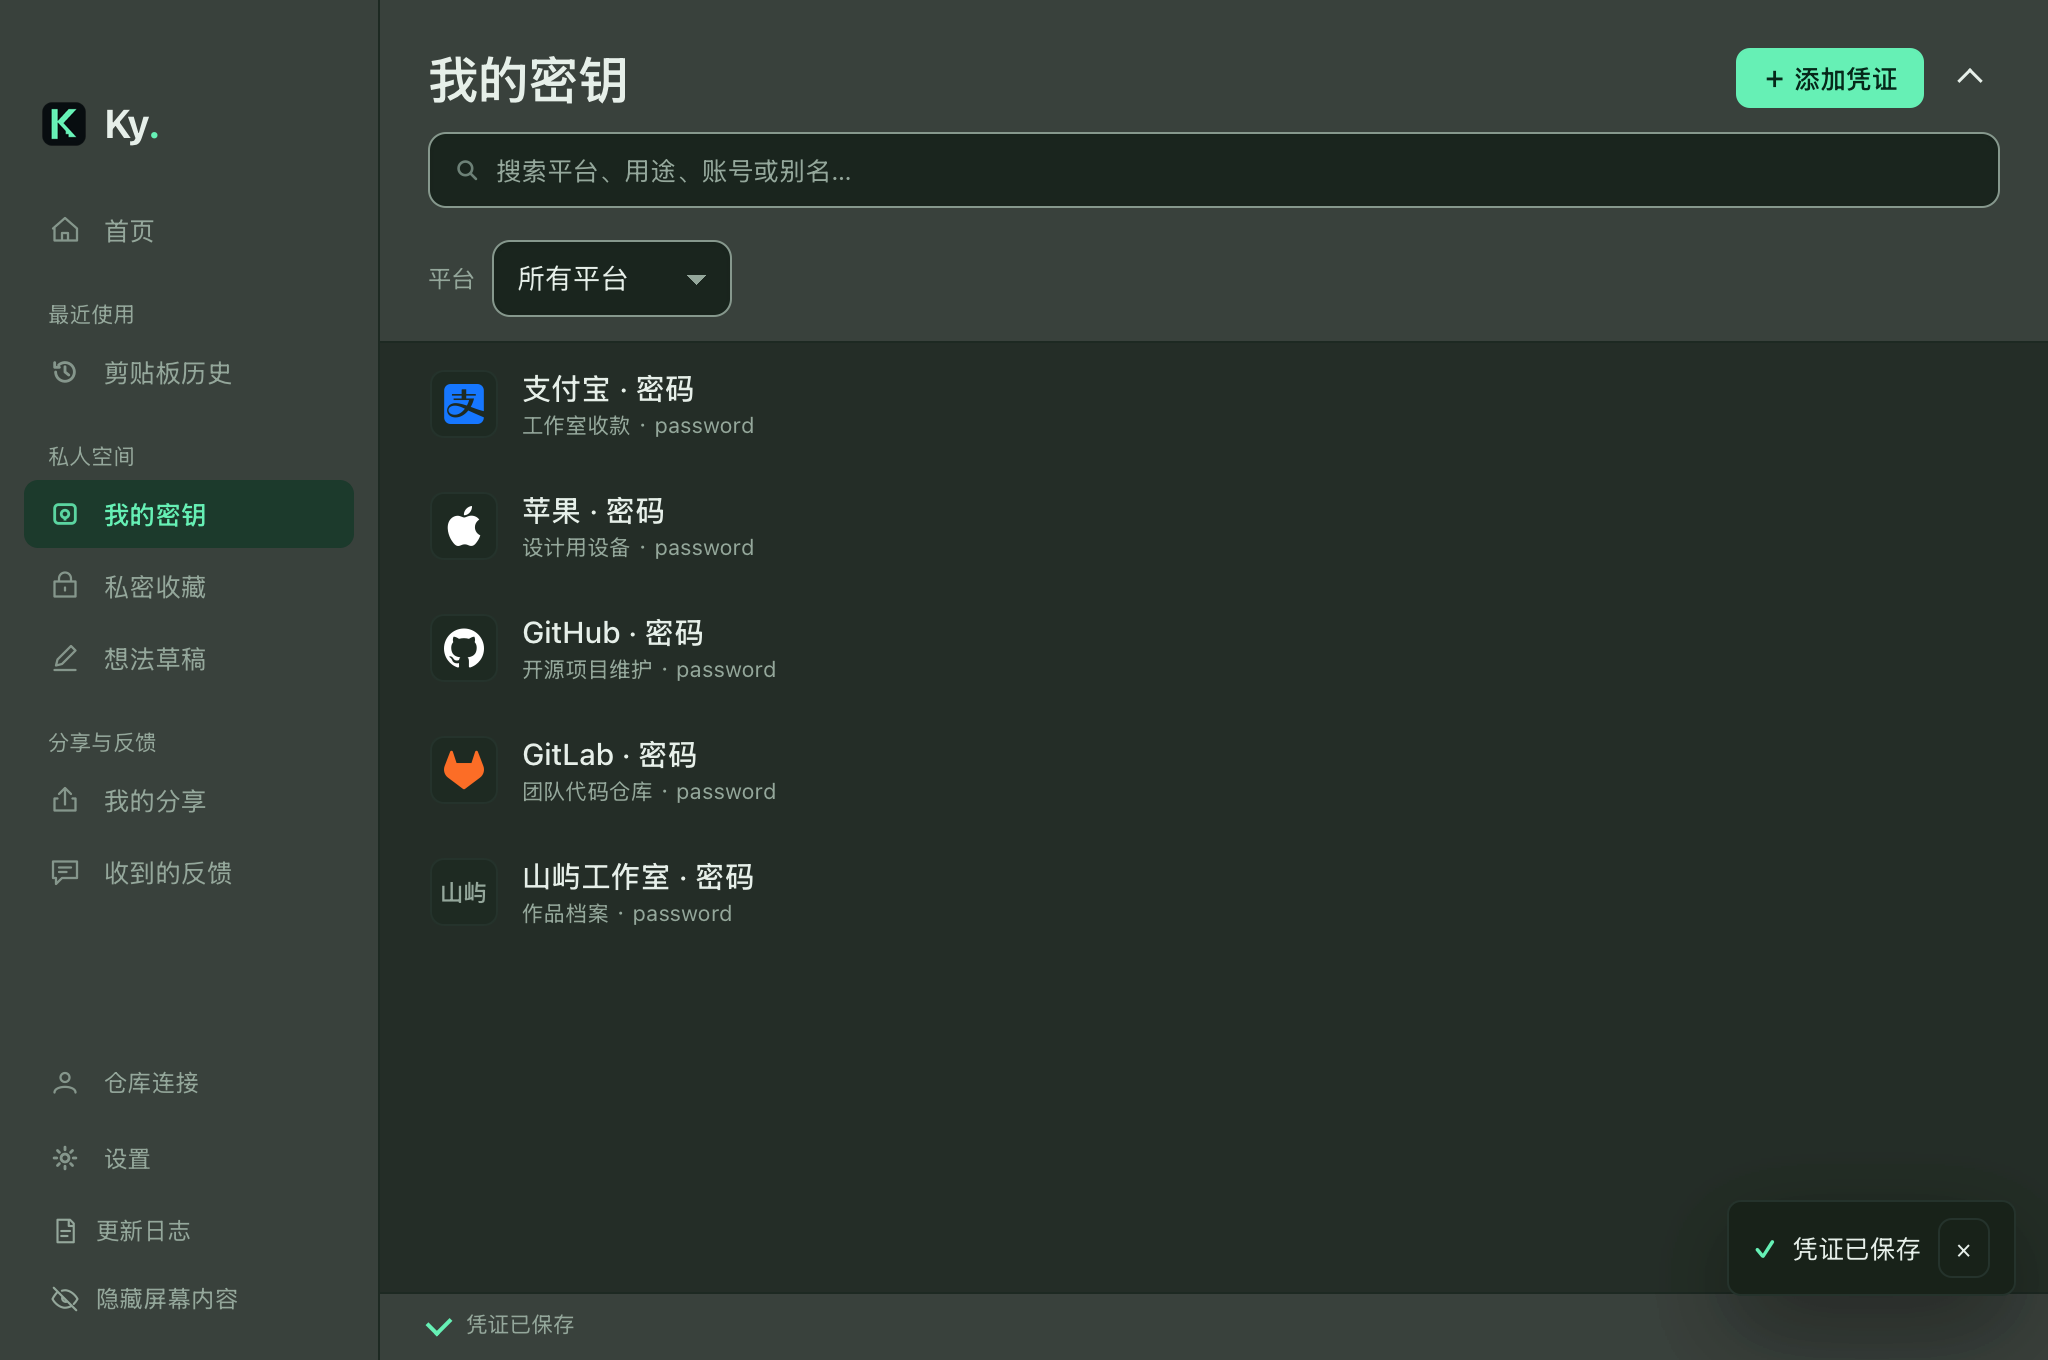 Ky.
首页
最近使用
剪贴板历史
私人空间
我的密钥
私密收藏
想法草稿
分享与反馈
我的分享
收到的反馈
仓库连接
设置
更新日志
隐藏屏幕内容
我的密钥
+ 添加凭证
搜索平台、用途、账号或别名...
平台
所有平台
支付宝 · 密码
工作室收款 · password
苹果 · 密码
设计用设备 · password
GitHub · 密码
开源项目维护 · password
GitLab · 密码
团队代码仓库 · password
山屿
山屿工作室 · 密码
作品档案 · password
凭证已保存
凭证已保存